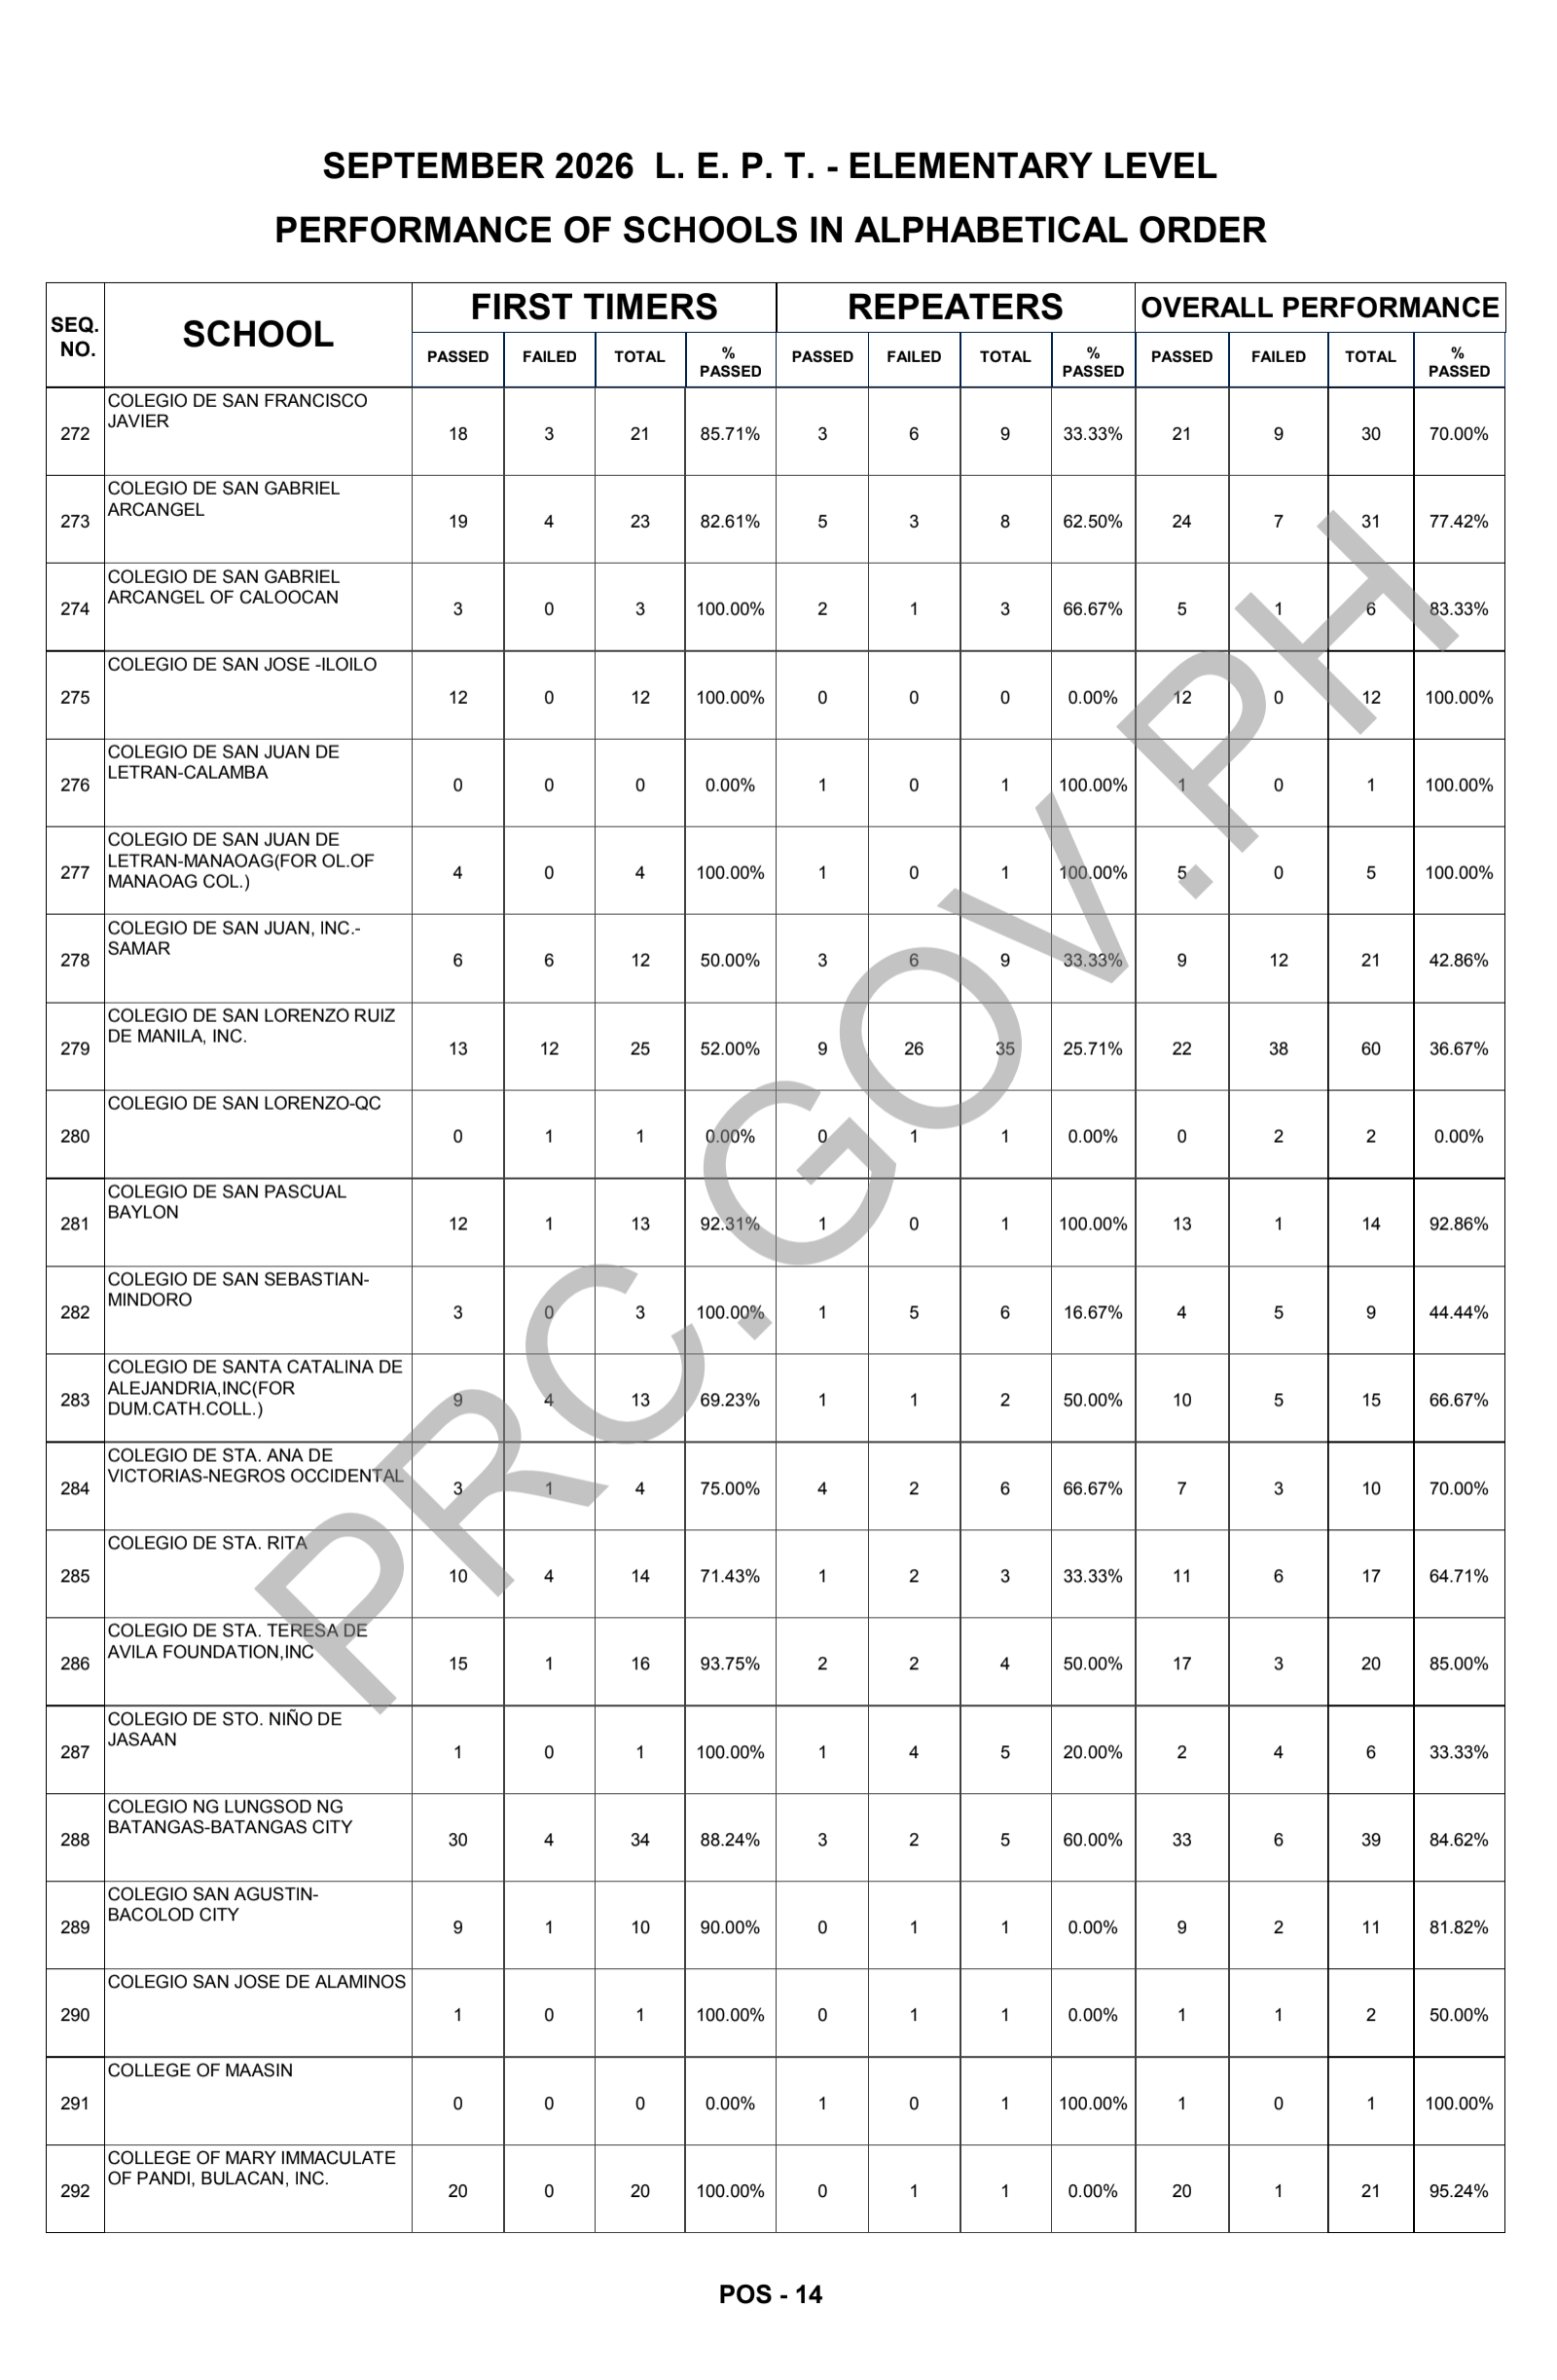 SEPTEMBER 2026 L. E. P. T. - ELEMENTARY LEVEL
PERFORMANCE OF SCHOOLS IN ALPHABETICAL ORDER
SEQ. NO. SCHOOL FIRST TIMERS REPEATERS OVERALL PERFORMANCE
PASSED FAILED TOTAL % PASSED PASSED FAILED TOTAL % PASSED PASSED FAILED TOTAL % PASSED
COLEGIO DE SAN FRANCISCO
JAVIER
272 18 3 21 85.71% 3 6 9 33.33% 21 9 30 70.00%
COLEGIO DE SAN GABRIEL
ARCANGEL
273 19 4 23 82.61% 5 3 8 62.50% 24 7 31 77.42%
COLEGIO DE SAN GABRIEL
ARCANGEL OF CALOOCAN
274 3 0 3 100.00% 2 1 3 66.67% 5 1 6 83.33%
COLEGIO DE SAN JOSE -ILOILO
275 12 0 12 100.00% 0 0 0 0.00% 12 0 12 100.00%
COLEGIO DE SAN JUAN DE
LETRAN-CALAMBA
276 0 0 0 0.00% 1 0 1 100.00% 1 0 1 100.00%
COLEGIO DE SAN JUAN DE
LETRAN-MANAOAG(FOR OL.OF
MANAOAG COL.)
277 4 0 4 100.00% 1 0 1 100.00% 5 0 5 100.00%
COLEGIO DE SAN JUAN, INC.-
SAMAR
278 6 6 12 50.00% 3 6 9 33.33% 9 12 21 42.86%
COLEGIO DE SAN LORENZO RUIZ
DE MANILA, INC.
279 13 12 25 52.00% 9 26 35 25.71% 22 38 60 36.67%
COLEGIO DE SAN LORENZO-QC
280 0 1 1 0.00% 0 1 1 0.00% 0 2 2 0.00%
COLEGIO DE SAN PASCUAL
BAYLON
281 12 1 13 92.31% 1 0 1 100.00% 13 1 14 92.86%
COLEGIO DE SAN SEBASTIAN-
MINDORO
282 3 0 3 100.00% 1 5 6 16.67% 4 5 9 44.44%
COLEGIO DE SANTA CATALINA DE
ALEJANDRIA,INC(FOR
DUM.CATH.COLL.)
283 9 4 13 69.23% 1 1 2 50.00% 10 5 15 66.67%
COLEGIO DE STA. ANA DE
VICTORIAS-NEGROS OCCIDENTAL
284 3 1 4 75.00% 4 2 6 66.67% 7 3 10 70.00%
COLEGIO DE STA. RITA
285 10 4 14 71.43% 1 2 3 33.33% 11 6 17 64.71%
COLEGIO DE STA. TERESA DE
AVILA FOUNDATION,INC
286 15 1 16 93.75% 2 2 4 50.00% 17 3 20 85.00%
COLEGIO DE STO. NIÑO DE
JASAAN
287 1 0 1 100.00% 1 4 5 20.00% 2 4 6 33.33%
COLEGIO NG LUNGSOD NG
BATANGAS-BATANGAS CITY
288 30 4 34 88.24% 3 2 5 60.00% 33 6 39 84.62%
COLEGIO SAN AGUSTIN-
BACOLOD CITY
289 9 1 10 90.00% 0 1 1 0.00% 9 2 11 81.82%
COLEGIO SAN JOSE DE ALAMINOS
290 1 0 1 100.00% 0 1 1 0.00% 1 1 2 50.00%
COLLEGE OF MAASIN
291 0 0 0 0.00% 1 0 1 100.00% 1 0 1 100.00%
COLLEGE OF MARY IMMACULATE
OF PANDI, BULACAN, INC.
292 20 0 20 100.00% 0 1 1 0.00% 20 1 21 95.24%
PRC.GOV.PH
POS - 14